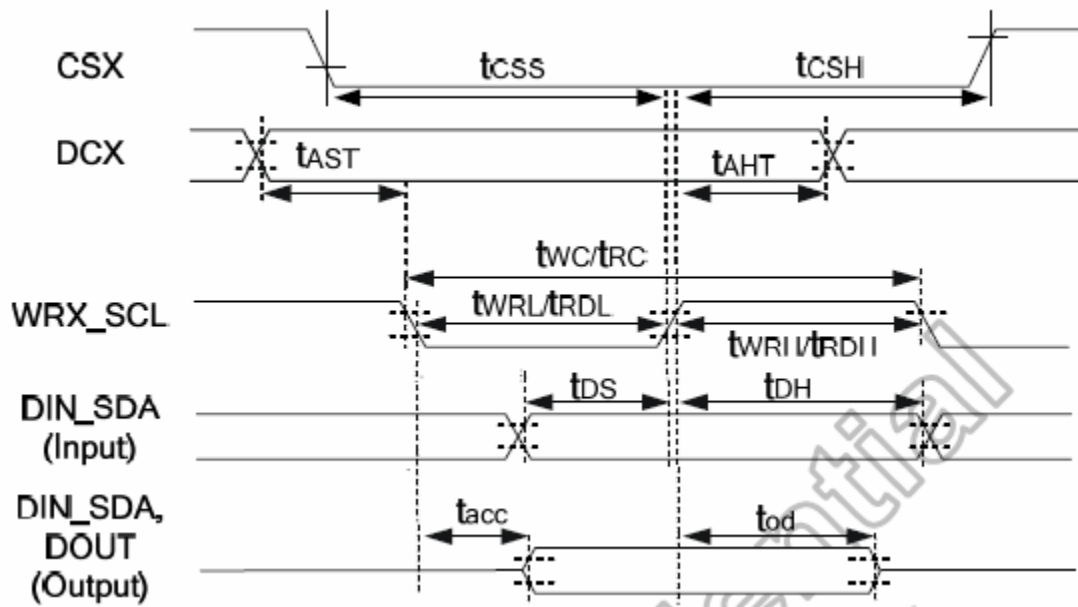 CSX
tCSS
tCSH
DCX
tAST
tAHT
tWC/tRC
WRX_SCL
tWRL/tRDL
tWRH/tRDH
DIN_SDA
(Input)
tDS
tDH
DIN_SDA,
DOUT
(Output)
tacc
tod
ential